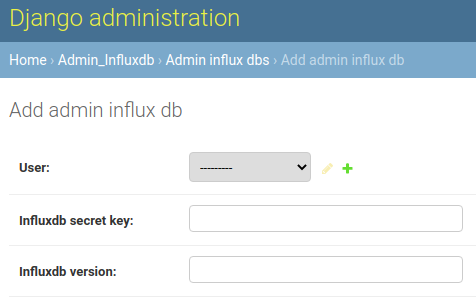 Django administration
Home › Admin_Influxdb › Admin influx dbs › Add admin influx db
Add admin influx db
User: ---------
Influxdb secret key:
Influxdb version: